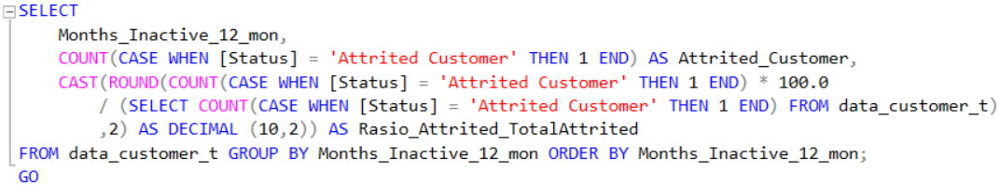 SELECT
Months_Inactive_12_mon,
COUNT(CASE WHEN [Status] = 'Attrited Customer' THEN 1 END) AS Attrited_Customer,
CAST(ROUND(COUNT(CASE WHEN [Status] = 'Attrited Customer' THEN 1 END) * 100.0
/ (SELECT COUNT(CASE WHEN [Status] = 'Attrited Customer' THEN 1 END) FROM data_customer_t)
,2) AS DECIMAL (10,2)) AS Rasio_Attrited_TotalAttrited
FROM data_customer_t GROUP BY Months_Inactive_12_mon ORDER BY Months_Inactive_12_mon;
GO